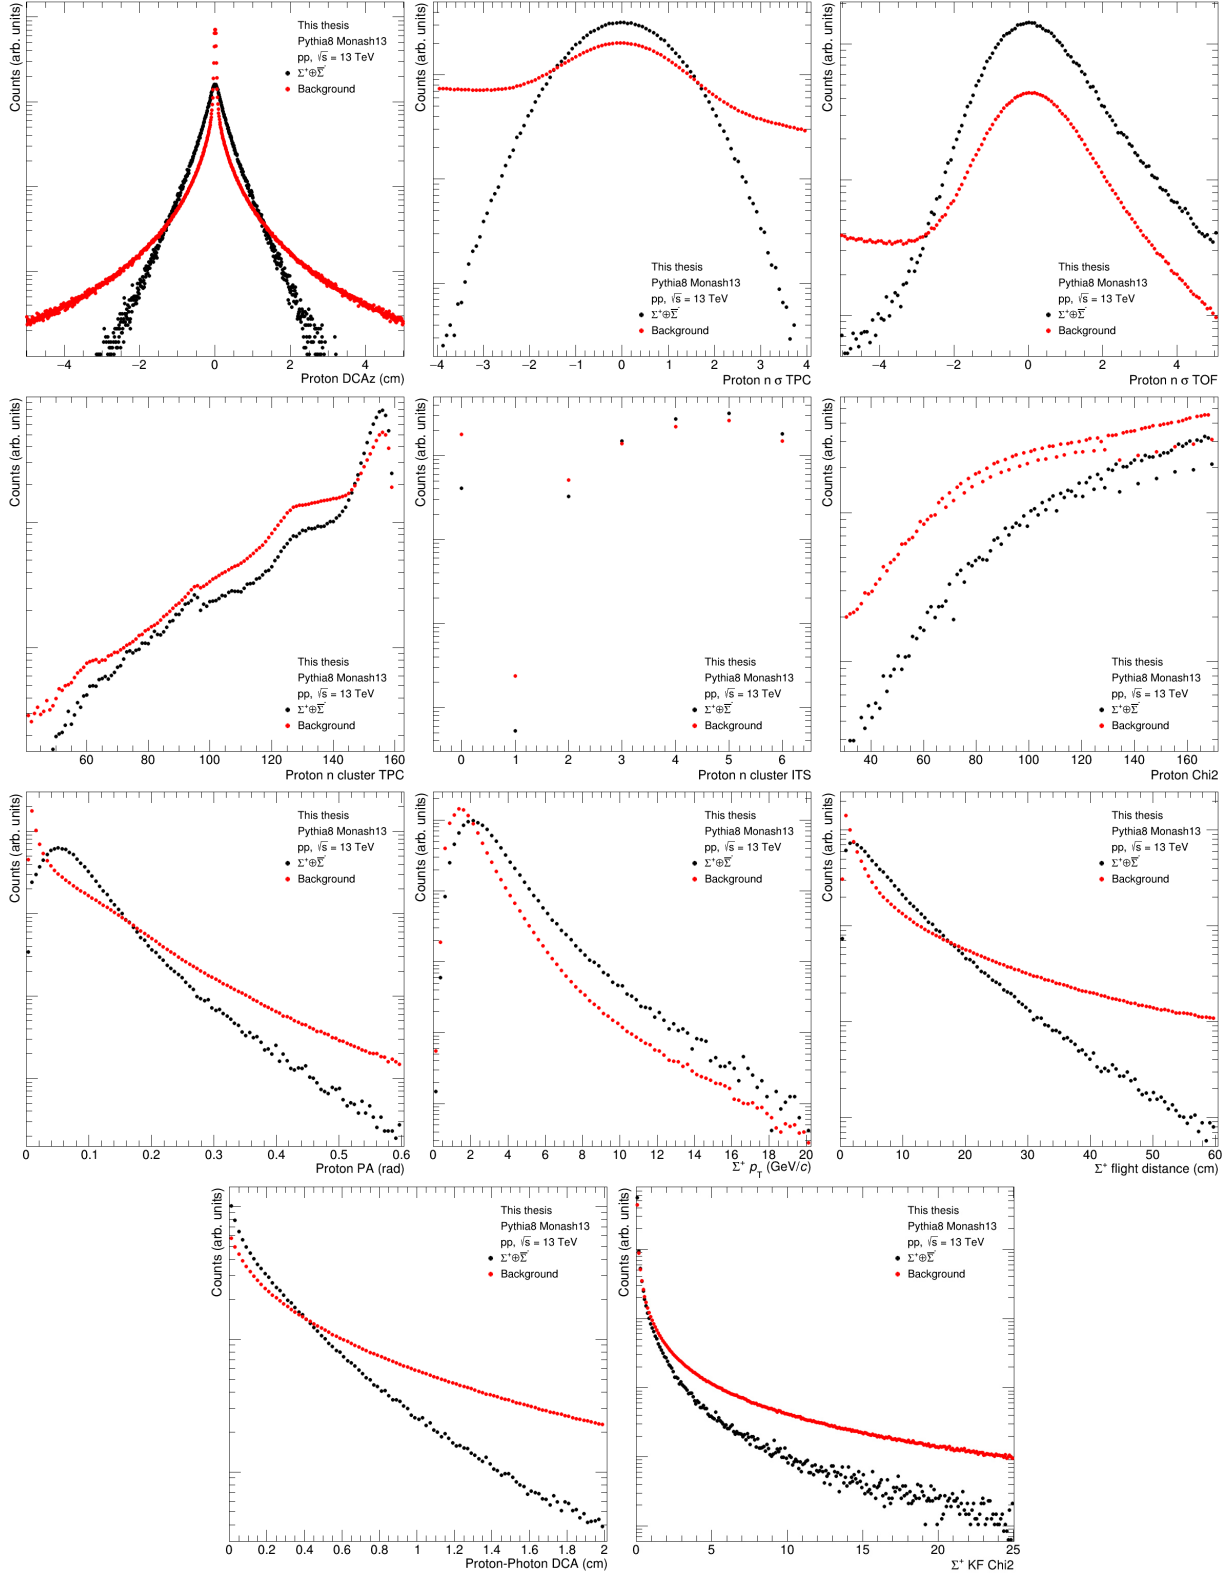 Counts (arb. units)
This thesis
Pythia8 Monash13
pp, √s = 13 TeV
Σ⁺⊕Σ̅⁻
Background
−4 −2 0 2 4
Proton DCAz (cm)
Counts (arb. units)
This thesis
Pythia8 Monash13
pp, √s = 13 TeV
Σ⁺⊕Σ̅⁻
Background
−4 −3 −2 −1 0 1 2 3 4
Proton n σ TPC
Counts (arb. units)
This thesis
Pythia8 Monash13
pp, √s = 13 TeV
Σ⁺⊕Σ̅⁻
Background
−4 −2 0 2 4
Proton n σ TOF
Counts (arb. units)
This thesis
Pythia8 Monash13
pp, √s = 13 TeV
Σ⁺⊕Σ̅⁻
Background
60 80 100 120 140 160
Proton n cluster TPC
Counts (arb. units)
This thesis
Pythia8 Monash13
pp, √s = 13 TeV
Σ⁺⊕Σ̅⁻
Background
0 1 2 3 4 5 6
Proton n cluster ITS
Counts (arb. units)
This thesis
Pythia8 Monash13
pp, √s = 13 TeV
Σ⁺⊕Σ̅⁻
Background
40 60 80 100 120 140 160
Proton Chi2
Counts (arb. units)
This thesis
Pythia8 Monash13
pp, √s = 13 TeV
Σ⁺⊕Σ̅⁻
Background
0 0.1 0.2 0.3 0.4 0.5 0.6
Proton PA (rad)
Counts (arb. units)
This thesis
Pythia8 Monash13
pp, √s = 13 TeV
Σ⁺⊕Σ̅⁻
Background
0 2 4 6 8 10 12 14 16 18 20
Σ⁺ p_T (GeV/c)
Counts (arb. units)
This thesis
Pythia8 Monash13
pp, √s = 13 TeV
Σ⁺⊕Σ̅⁻
Background
0 10 20 30 40 50 60
Σ⁺ flight distance (cm)
Counts (arb. units)
This thesis
Pythia8 Monash13
pp, √s = 13 TeV
Σ⁺⊕Σ̅⁻
Background
0 0.2 0.4 0.6 0.8 1 1.2 1.4 1.6 1.8 2
Proton-Photon DCA (cm)
Counts (arb. units)
This thesis
Pythia8 Monash13
pp, √s = 13 TeV
Σ⁺⊕Σ̅⁻
Background
0 5 10 15 20 25
Σ⁺ KF Chi2